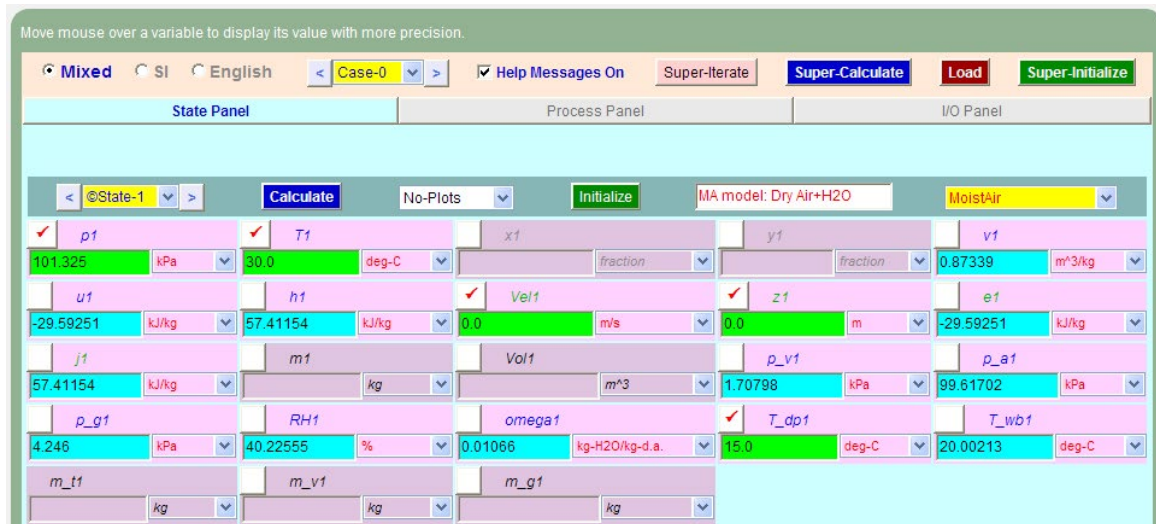 Move mouse over a variable to display its value with more precision.
Mixed SI English < Case-0 > Help Messages On Super-Iterate Super-Calculate Load Super-Initialize
State Panel Process Panel I/O Panel
< ©State-1 > Calculate No-Plots Initialize MA model: Dry Air+H2O MoistAir
p1 T1 x1 y1 v1
101.325 kPa 30.0 deg-C fraction fraction 0.87339 m^3/kg
u1 h1 Vel1 z1 e1
-29.59251 kJ/kg 57.41154 kJ/kg 0.0 m/s 0.0 m -29.59251 kJ/kg
j1 m1 Vol1 p_v1 p_a1
57.41154 kJ/kg kg m^3 1.70798 kPa 99.61702 kPa
p_g1 RH1 omega1 T_dp1 T_wb1
4.246 kPa 40.22555 % 0.01066 kg-H2O/kg-d.a. 15.0 deg-C 20.00213 deg-C
m_t1 m_v1 m_g1
kg kg kg